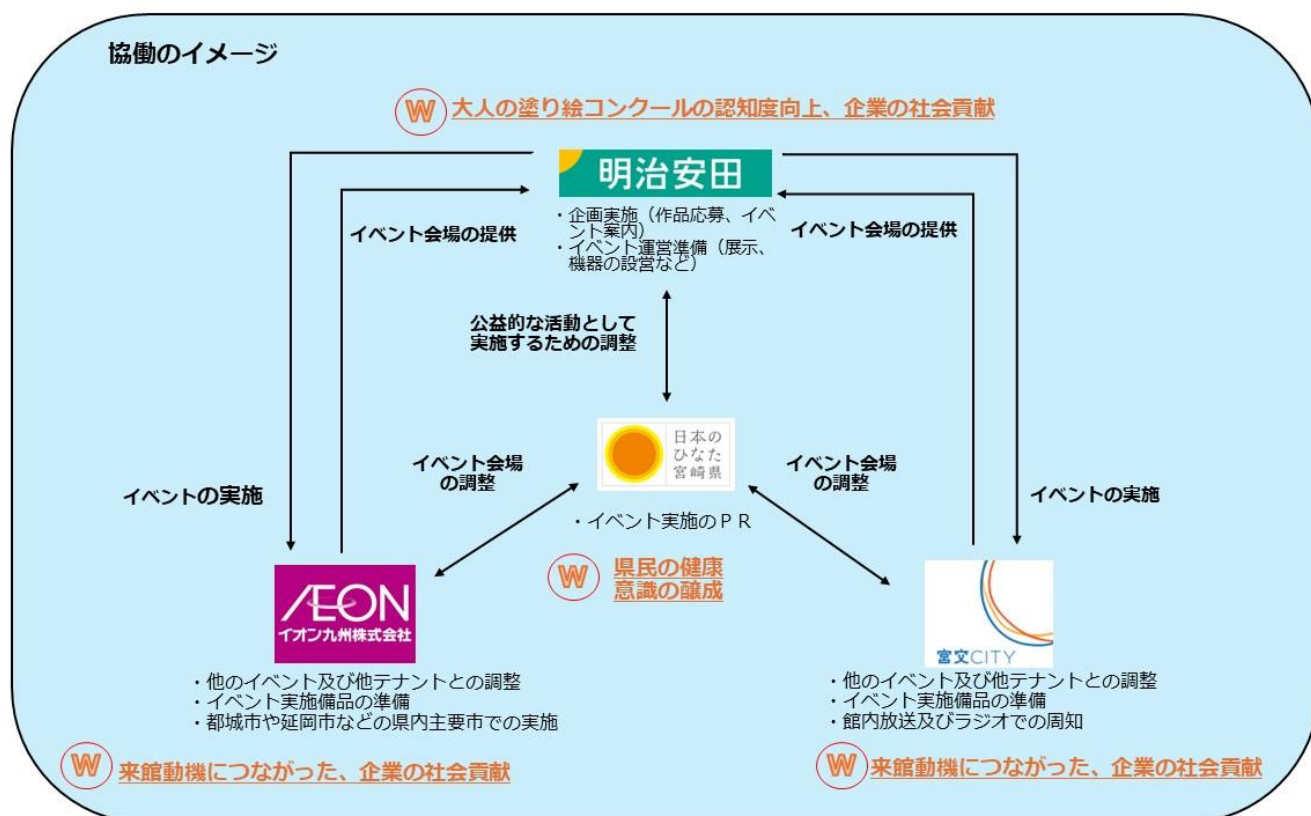 協働のイメージ
W 大人の塗り絵コンクールの認知度向上、企業の社会貢献
明治安田
・企画実施（作品応募、イベ
ント案内）
・イベント運営準備（展示、
機器の設営など）
イベント会場の提供
イベント会場の提供
公益的な活動として
実施するための調整
イベントの実施
イベント会場
の調整
日本の
ひなた
宮崎県
イベント会場
の調整
イベントの実施
・イベント実施のＰＲ
W 県民の健康
意識の醸成
ÆON
イオン九州株式会社
宮交CITY
・他のイベント及び他テナントとの調整
・イベント実施備品の準備
・都城市や延岡市などの県内主要市での実施
・他のイベント及び他テナントとの調整
・イベント実施備品の準備
・館内放送及びラジオでの周知
W 来館動機につながった、企業の社会貢献
W 来館動機につながった、企業の社会貢献